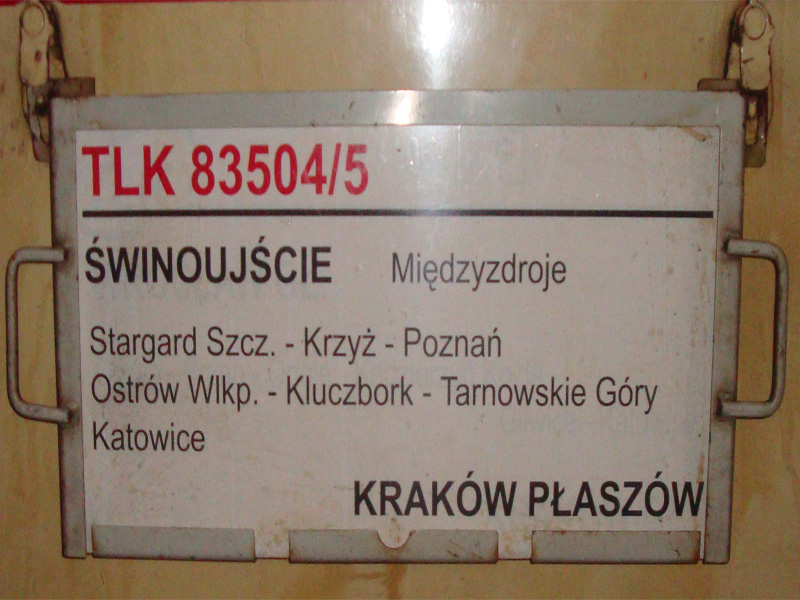 TLK 83504/5
ŚWINOUJŚCIE Międzyzdroje
Stargard Szcz. - Krzyż - Poznań
Ostrów Wlkp. - Kluczbork - Tarnowskie Góry
Katowice
KRAKÓW PŁASZÓW